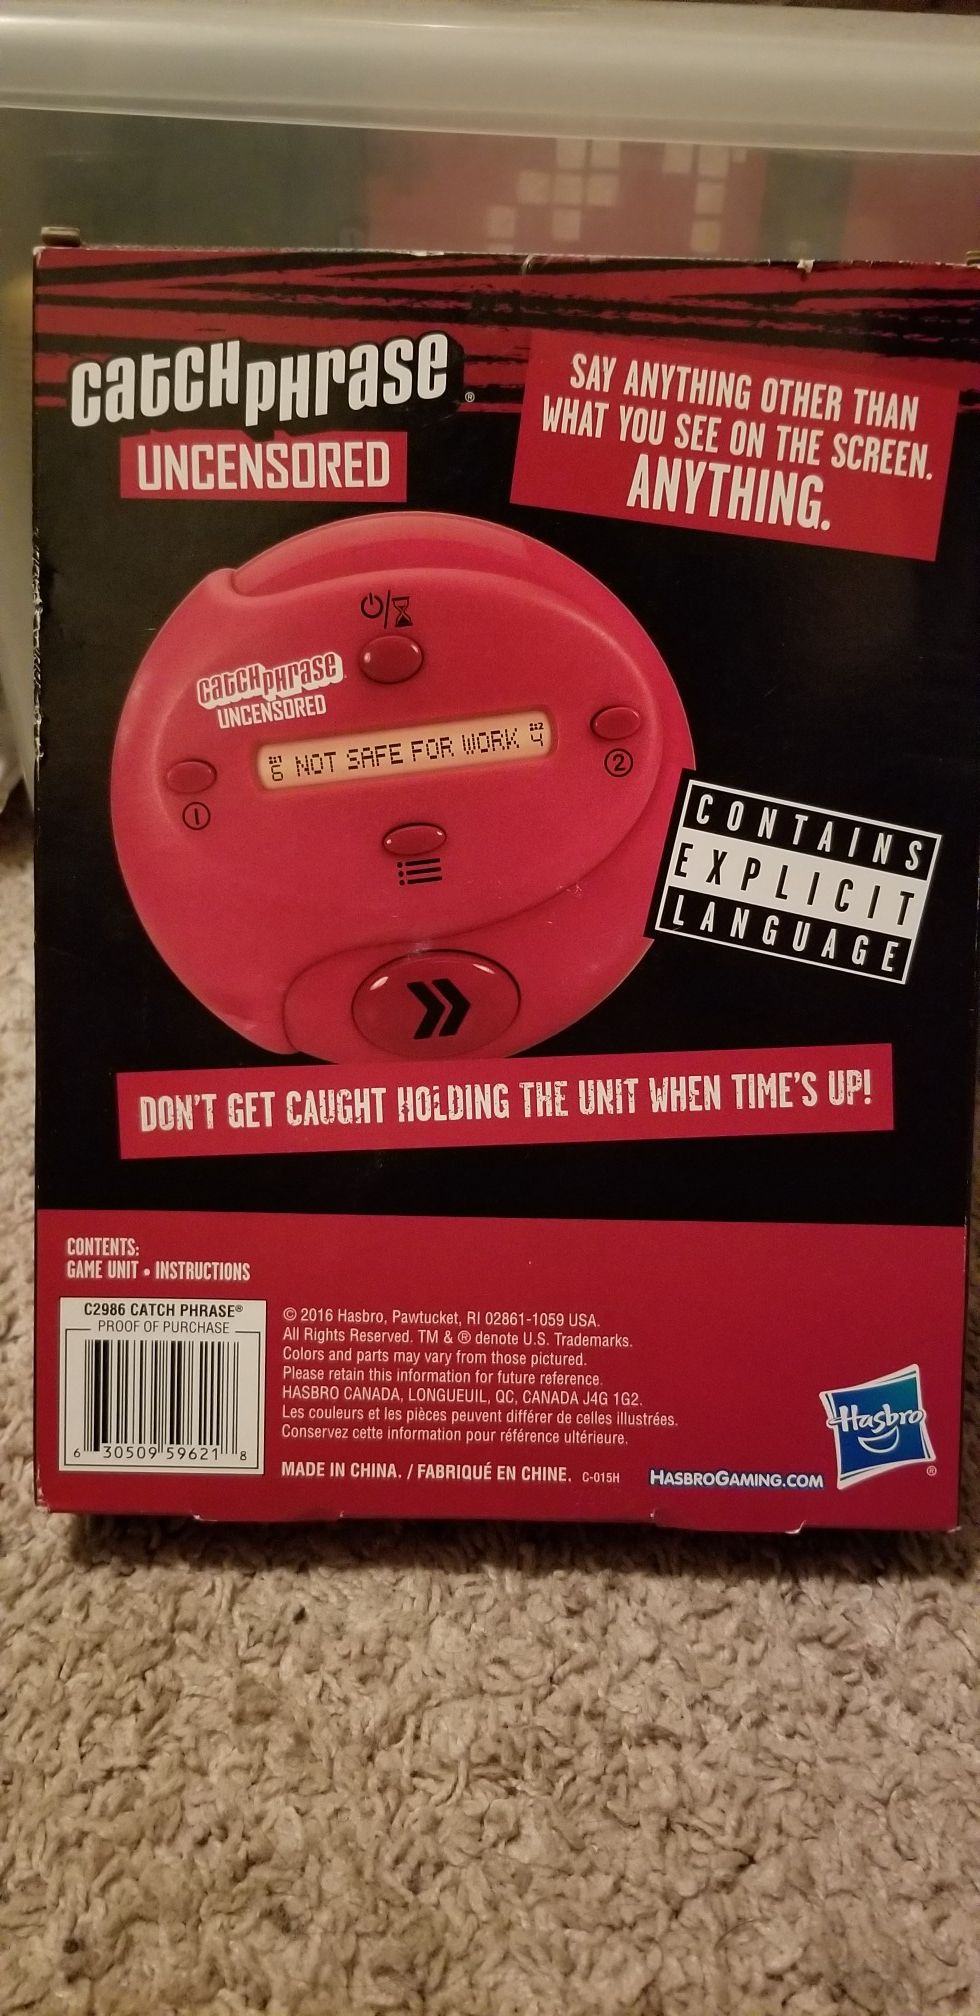 CATCHPHRASE®
UNCENSORED
SAY ANYTHING OTHER THAN
WHAT YOU SEE ON THE SCREEN.
ANYTHING.
CATCHPHRASE
UNCENSORED
6 NOT SAFE FOR WORK 4
1
2
CONTAINS
EXPLICIT
LANGUAGE
DON'T GET CAUGHT HOLDING THE UNIT WHEN TIME'S UP!
CONTENTS:
GAME UNIT • INSTRUCTIONS
C2986 CATCH PHRASE®
PROOF OF PURCHASE
6 30509 59621 8
© 2016 Hasbro, Pawtucket, RI 02861-1059 USA.
All Rights Reserved. TM & ® denote U.S. Trademarks.
Colors and parts may vary from those pictured.
Please retain this information for future reference.
HASBRO CANADA, LONGUEUIL, QC, CANADA J4G 1G2.
Les couleurs et les pièces peuvent différer de celles illustrées.
Conservez cette information pour référence ultérieure.
MADE IN CHINA. / FABRIQUÉ EN CHINE. C-015H
HASBROGAMING.COM
Hasbro
®